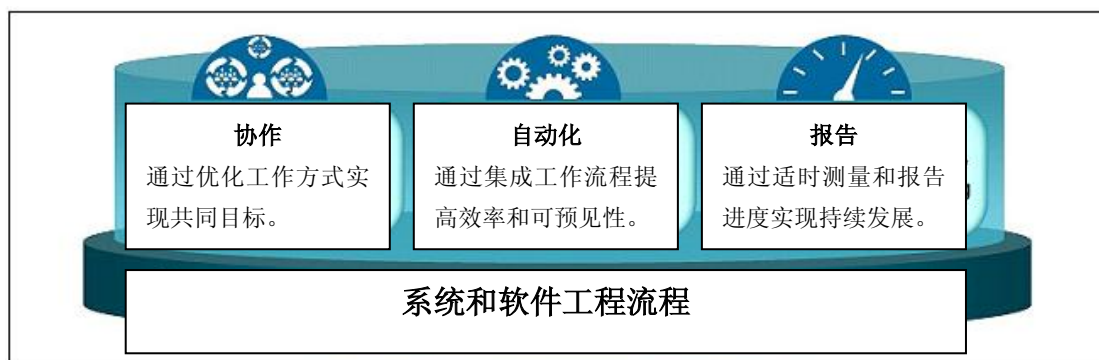 协作
通过优化工作方式实
现共同目标。
自动化
通过集成工作流程提
高效率和可预见性。
报告
通过适时测量和报告
进度实现持续发展。
系统和软件工程流程